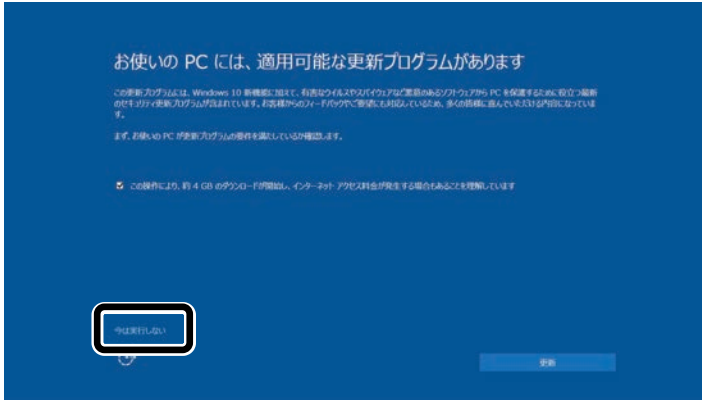 お使いの PC には、適用可能な更新プログラムがあります
この更新プログラムには、Windows 10 新機能に加えて、有害なウイルスやスパイウェアなど悪意のあるソフトウェアから PC を保護するために役立つ最新
のセキュリティ更新プログラムが含まれています。お客様からのフィードバックやご要望にも対応しているため、多くの皆様に喜んでいただける内容になっていま
す。
まず、お使いの PC が更新プログラムの要件を満たしているか確認します。
この操作により、約 4 GB のダウンロードが開始し、インターネット アクセス料金が発生する場合もあることを理解しています
今は実行しない
更新